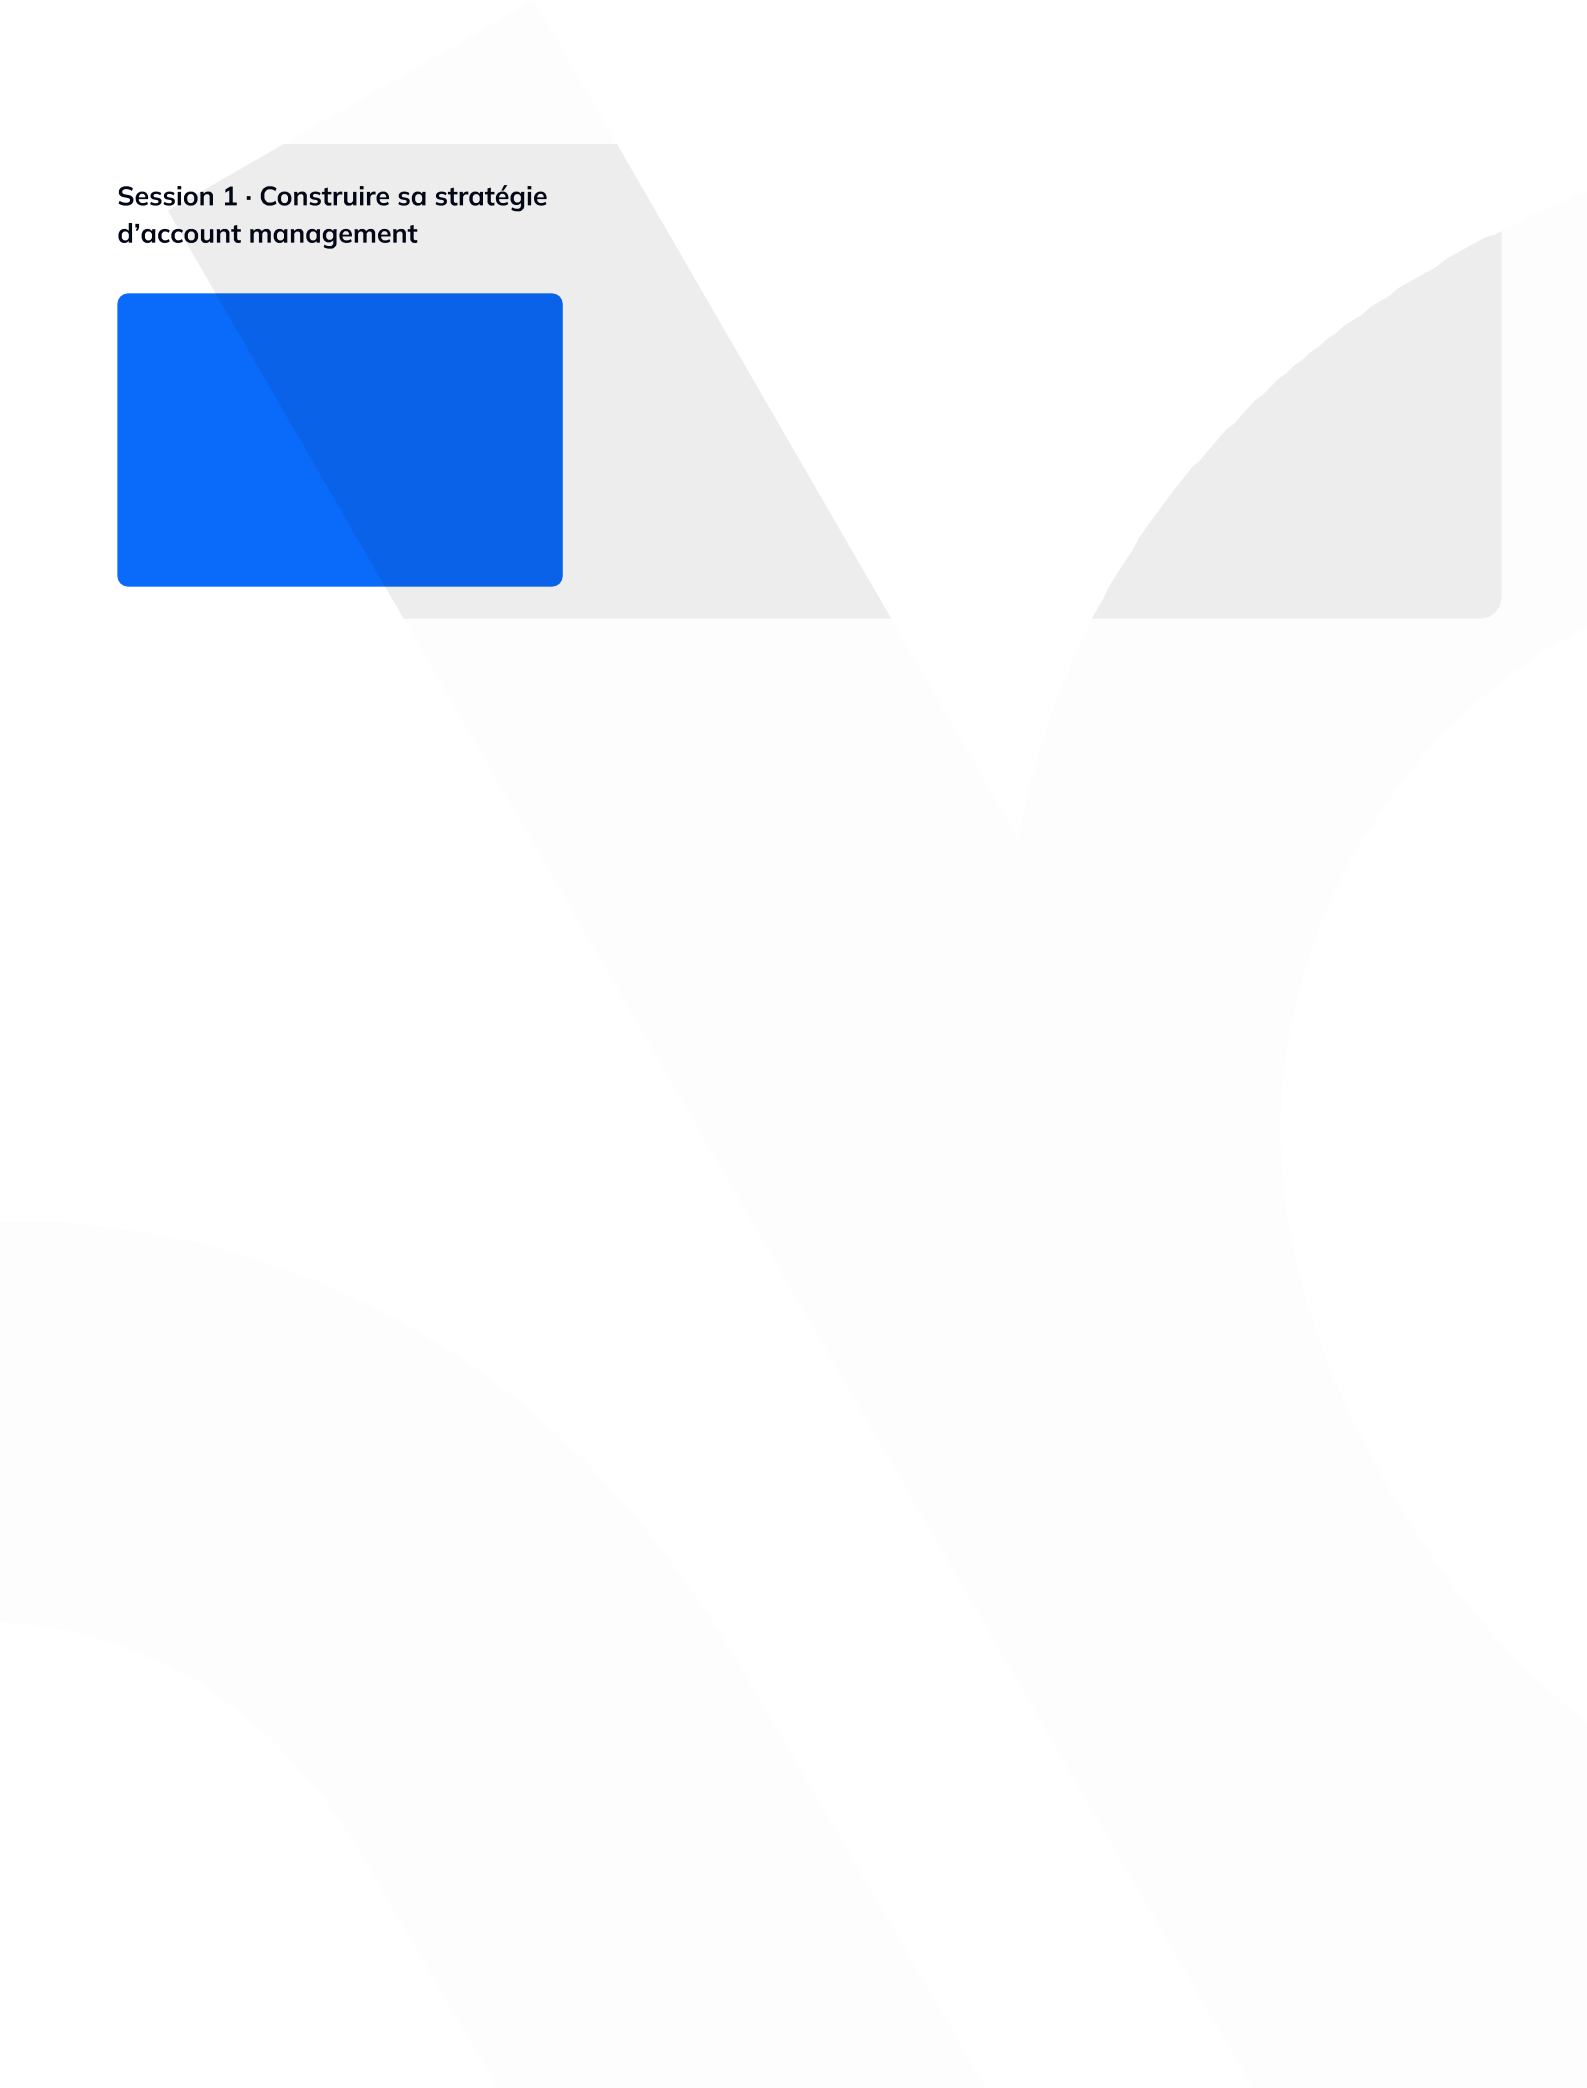 Session 1 · Construire sa stratégie
d’account management